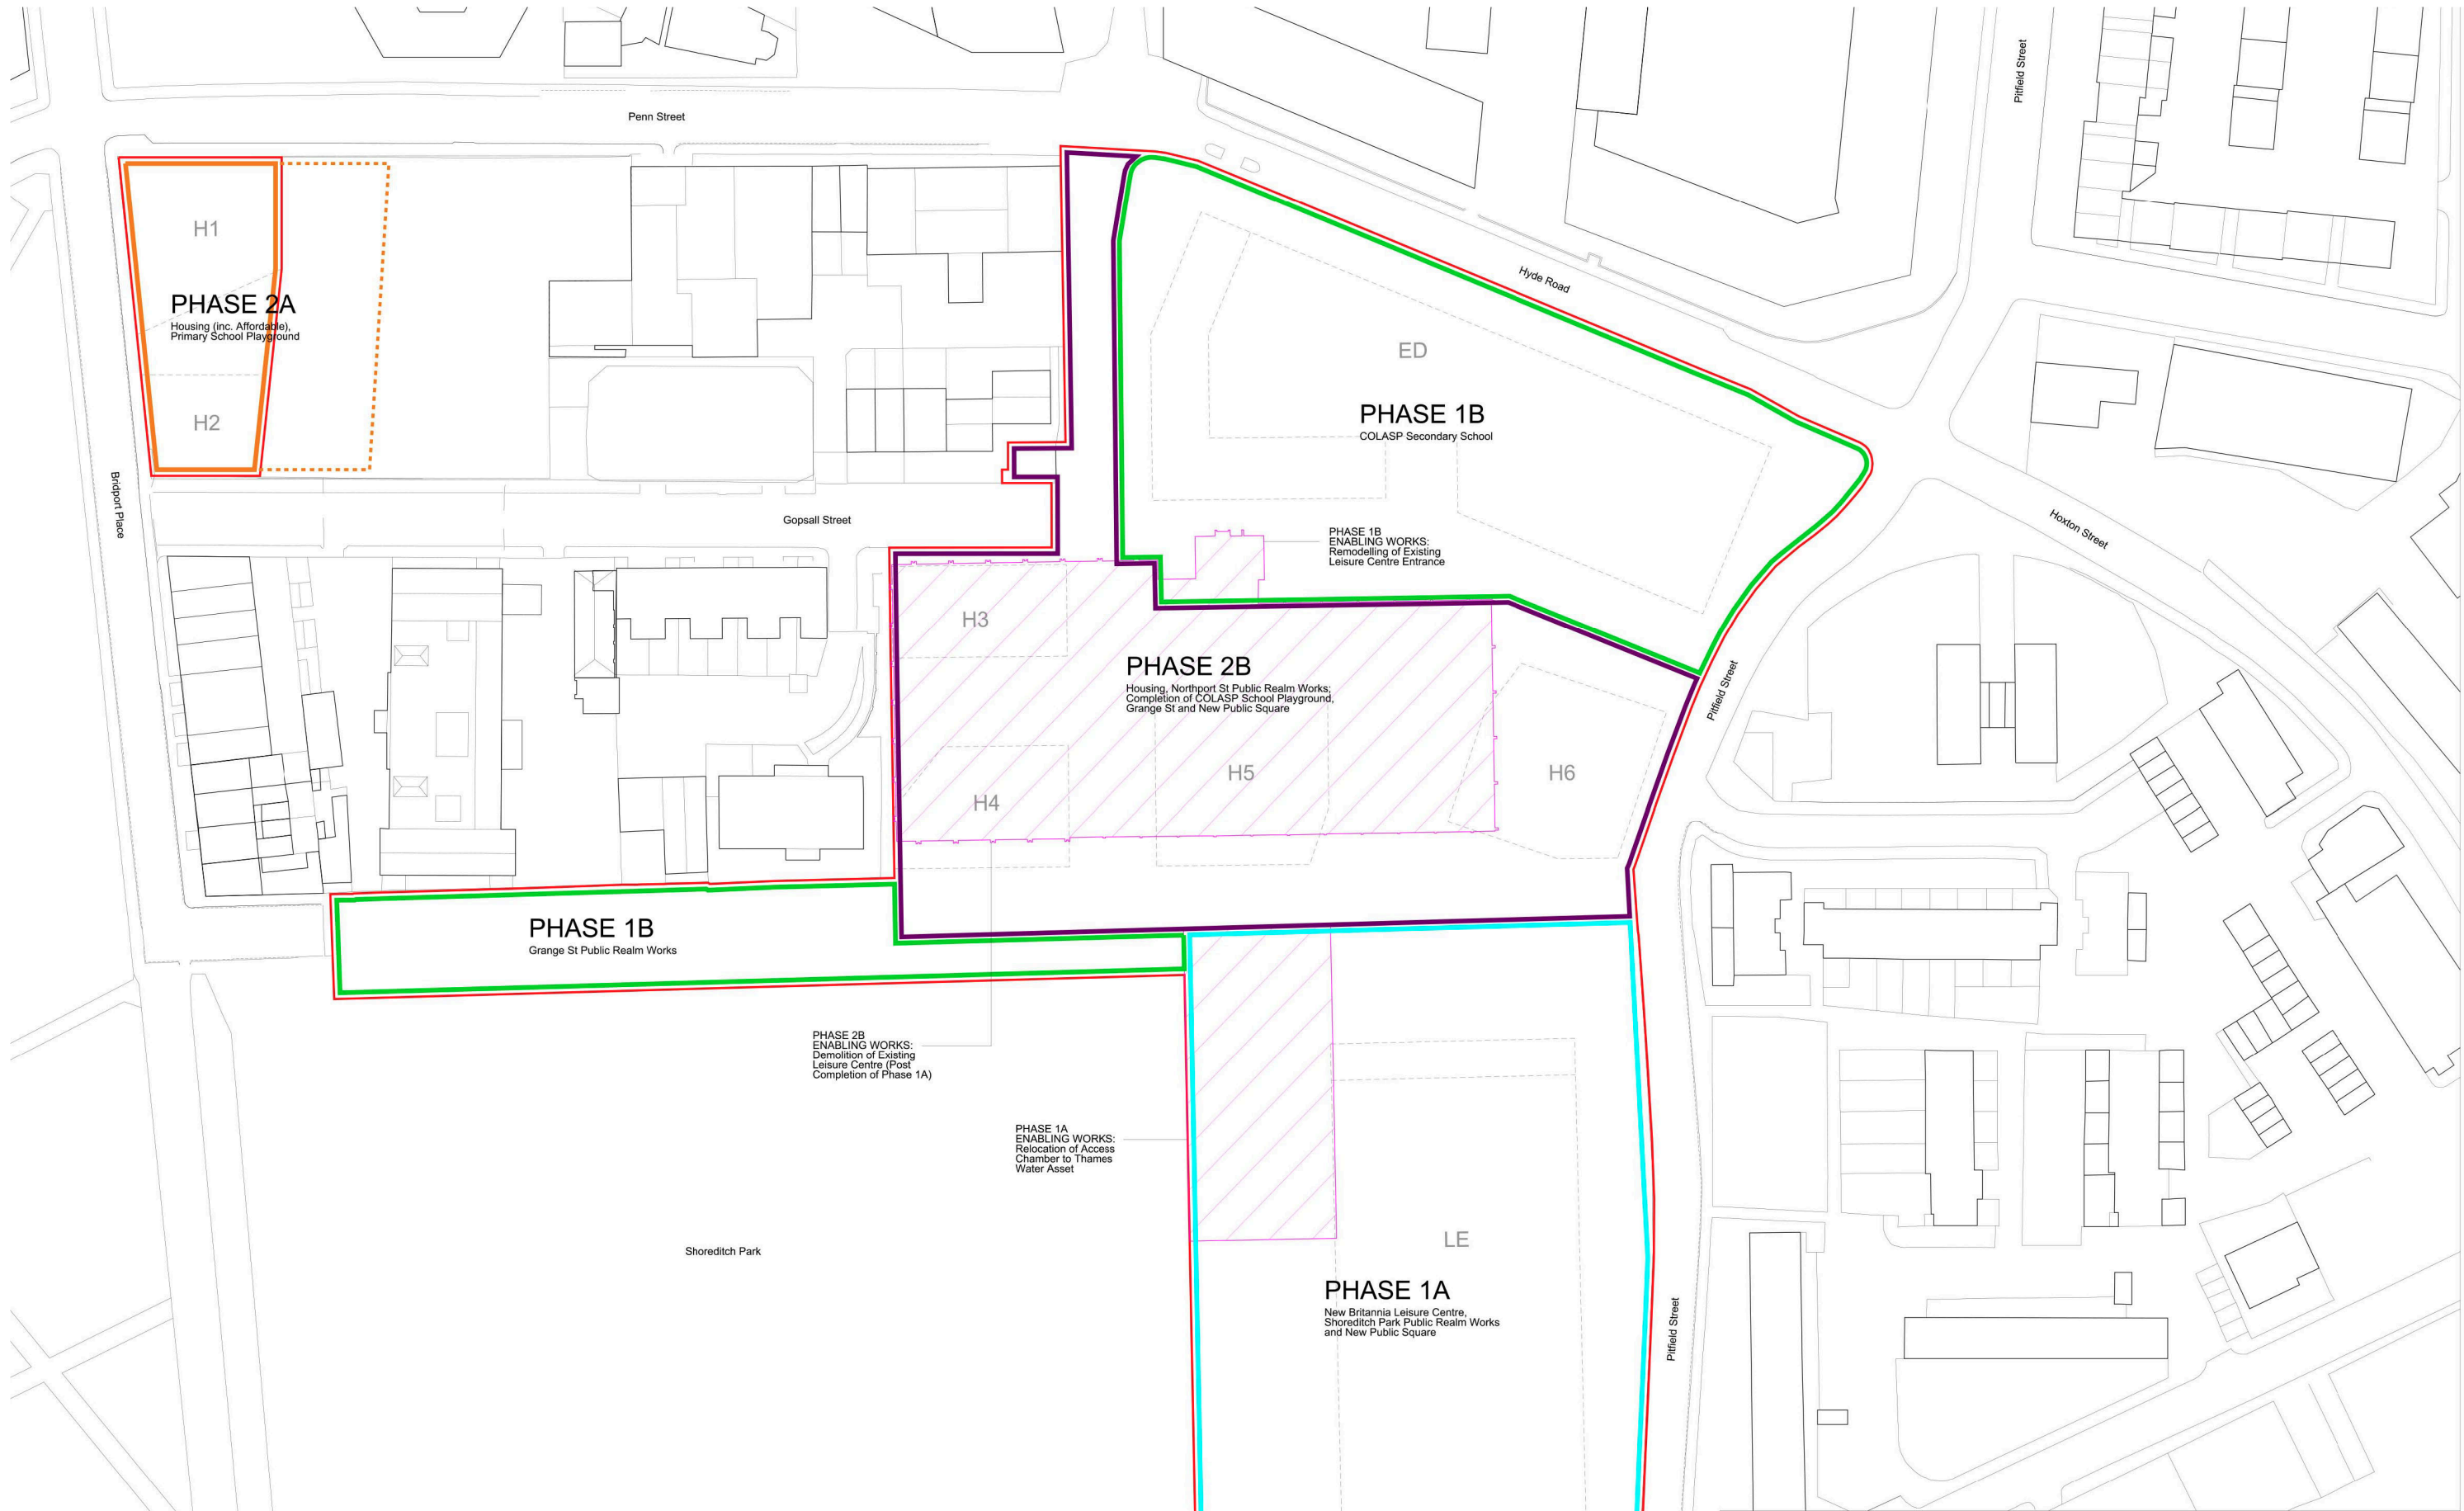 Pitfield Street
Penn Street
H1
PHASE 2A
Housing (inc. Affordable),
Primary School Playground
H2
Bridport Place
Hyde Road
ED
PHASE 1B
COLASP Secondary School
Gopsall Street
PHASE 1B
ENABLING WORKS:
Remodelling of Existing
Leisure Centre Entrance
Hoxton Street
H3
PHASE 2B
Housing, Northport St Public Realm Works;
Completion of COLASP School Playground,
Grange St and New Public Square
Pitfield Street
H4
H5
H6
PHASE 1B
Grange St Public Realm Works
PHASE 2B
ENABLING WORKS:
Demolition of Existing
Leisure Centre (Post
Completion of Phase 1A)
PHASE 1A
ENABLING WORKS:
Relocation of Access
Chamber to Thames
Water Asset
Shoreditch Park
LE
PHASE 1A
New Britannia Leisure Centre,
Shoreditch Park Public Realm Works
and New Public Square
Pitfield Street